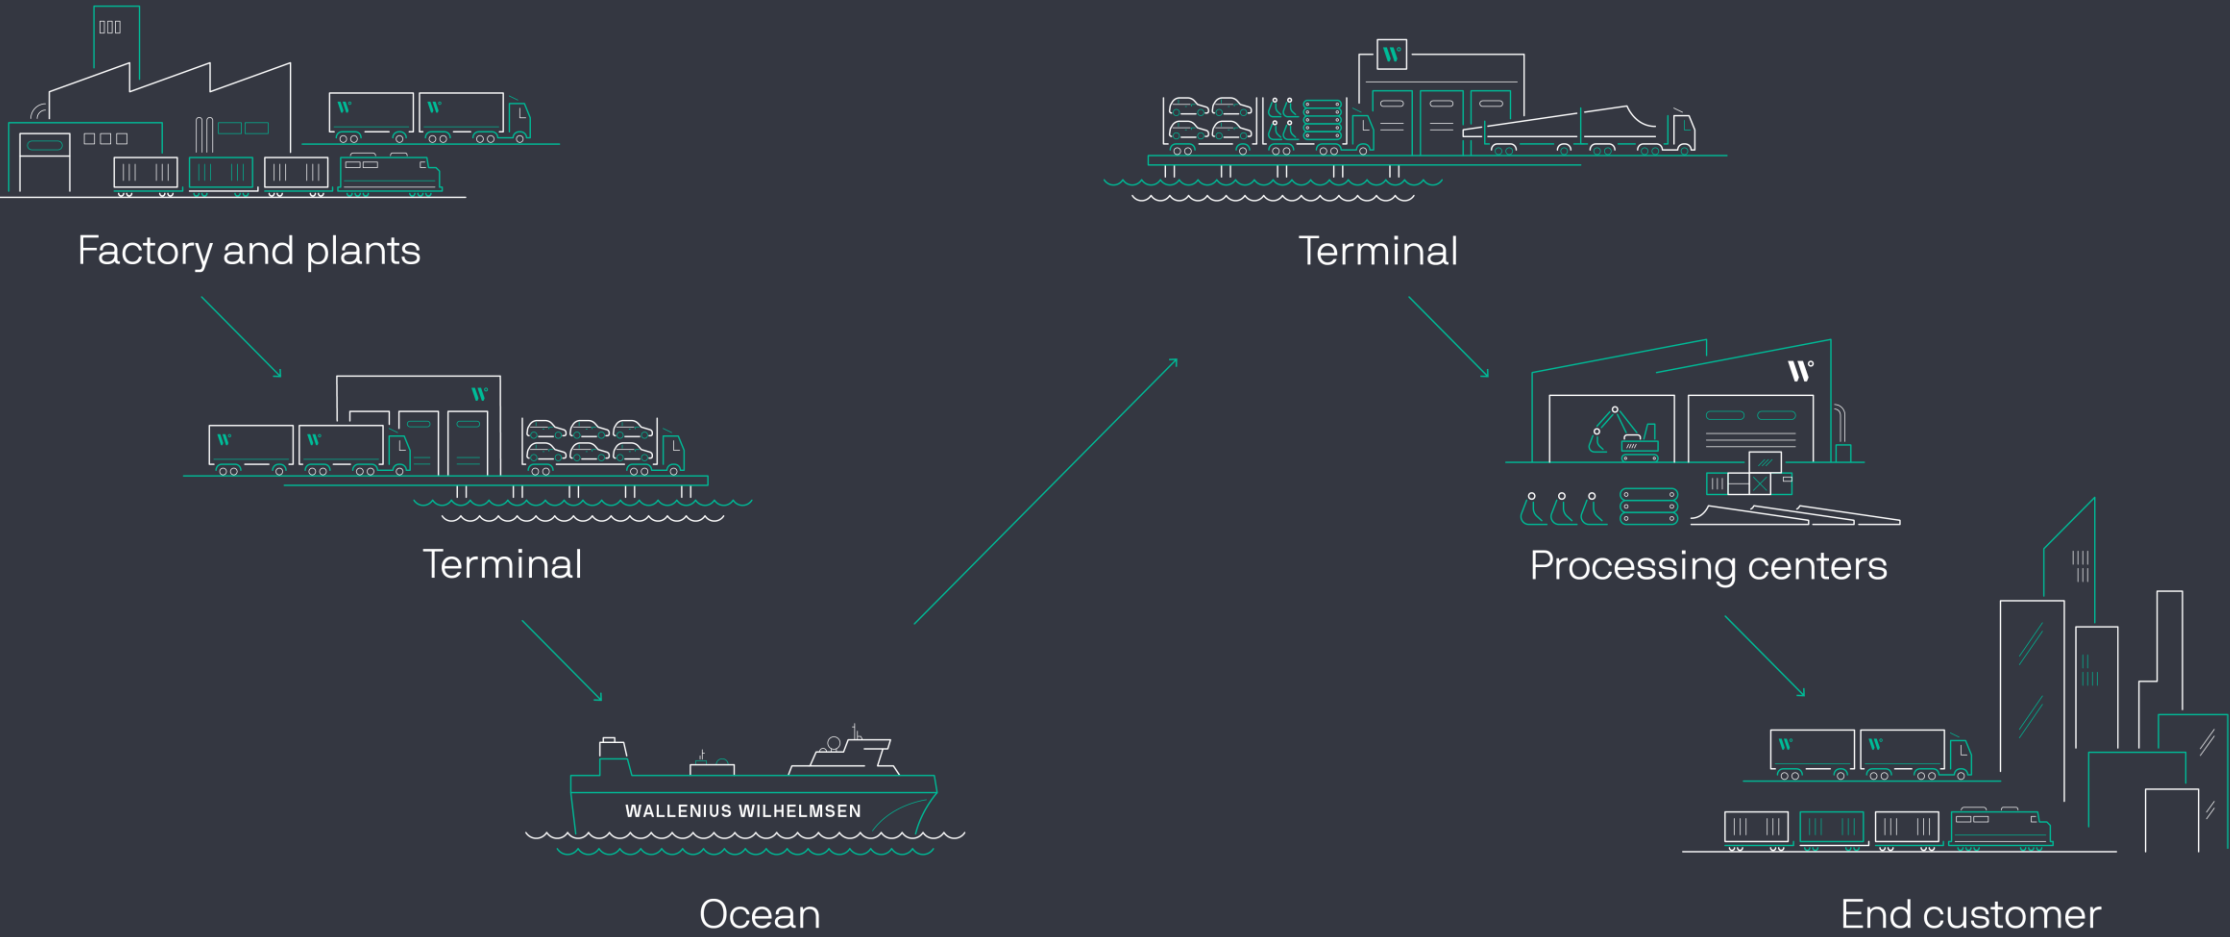 Factory and plants
Terminal
Ocean
WALLENIUS WILHELMSEN
Terminal
Processing centers
End customer